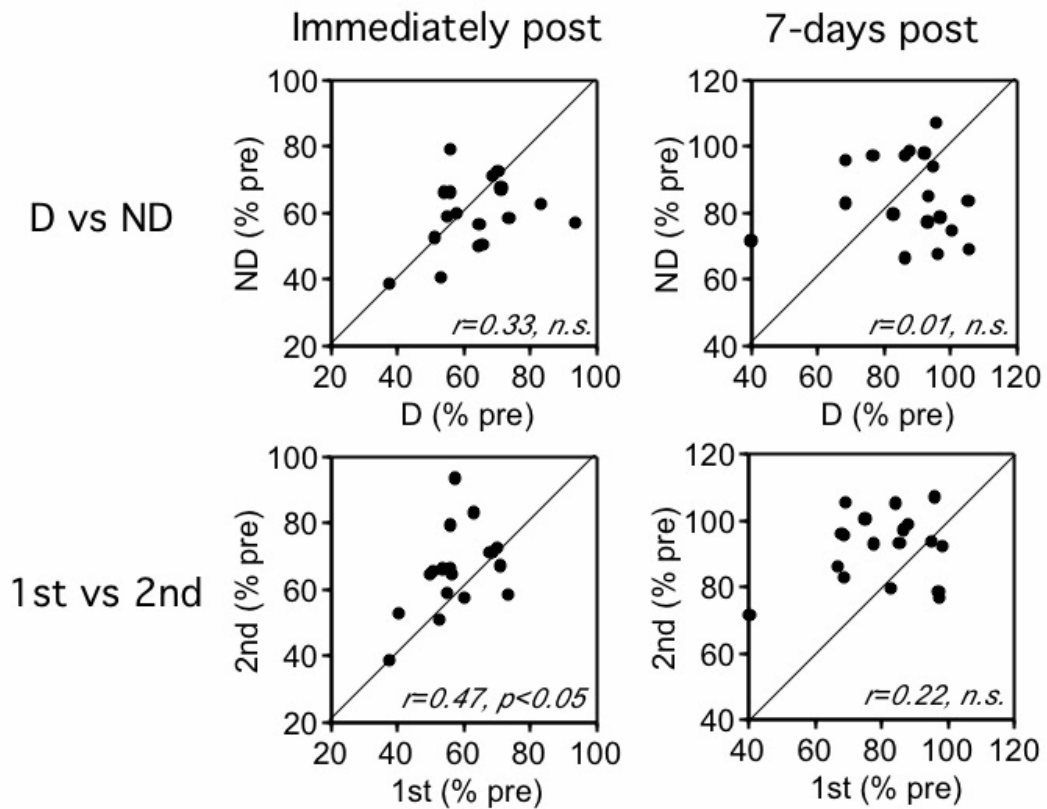 Immediately post
7-days post
D vs ND
ND (% pre)
100
80
60
40
20
r=0.33, n.s.
20 40 60 80 100
D (% pre)
ND (% pre)
120
100
80
60
40
r=0.01, n.s.
40 60 80 100 120
D (% pre)
1st vs 2nd
2nd (% pre)
100
80
60
40
20
r=0.47, p<0.05
20 40 60 80 100
1st (% pre)
2nd (% pre)
120
100
80
60
40
r=0.22, n.s.
40 60 80 100 120
1st (% pre)